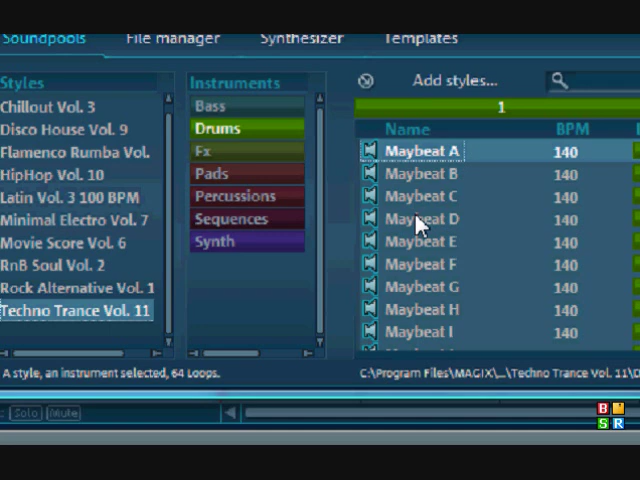 Soundpools File manager Synthesizer Templates
Styles Instruments Add styles...
1
Chillout Vol. 3
Disco House Vol. 9
Flamenco Rumba Vol.
HipHop Vol. 10
Latin Vol. 3 100 BPM
Minimal Electro Vol. 7
Movie Score Vol. 6
RnB Soul Vol. 2
Rock Alternative Vol. 1
Techno Trance Vol. 11
Bass
Drums
Fx
Pads
Percussions
Sequences
Synth
Name BPM
Maybeat A 140
Maybeat B 140
Maybeat C 140
Maybeat D 140
Maybeat E 140
Maybeat F 140
Maybeat G 140
Maybeat H 140
Maybeat I 140
A style, an instrument selected, 64 Loops.
C:\Program Files\MAGIX\...\Techno Trance Vol. 11\D
Solo Mute
B
S R